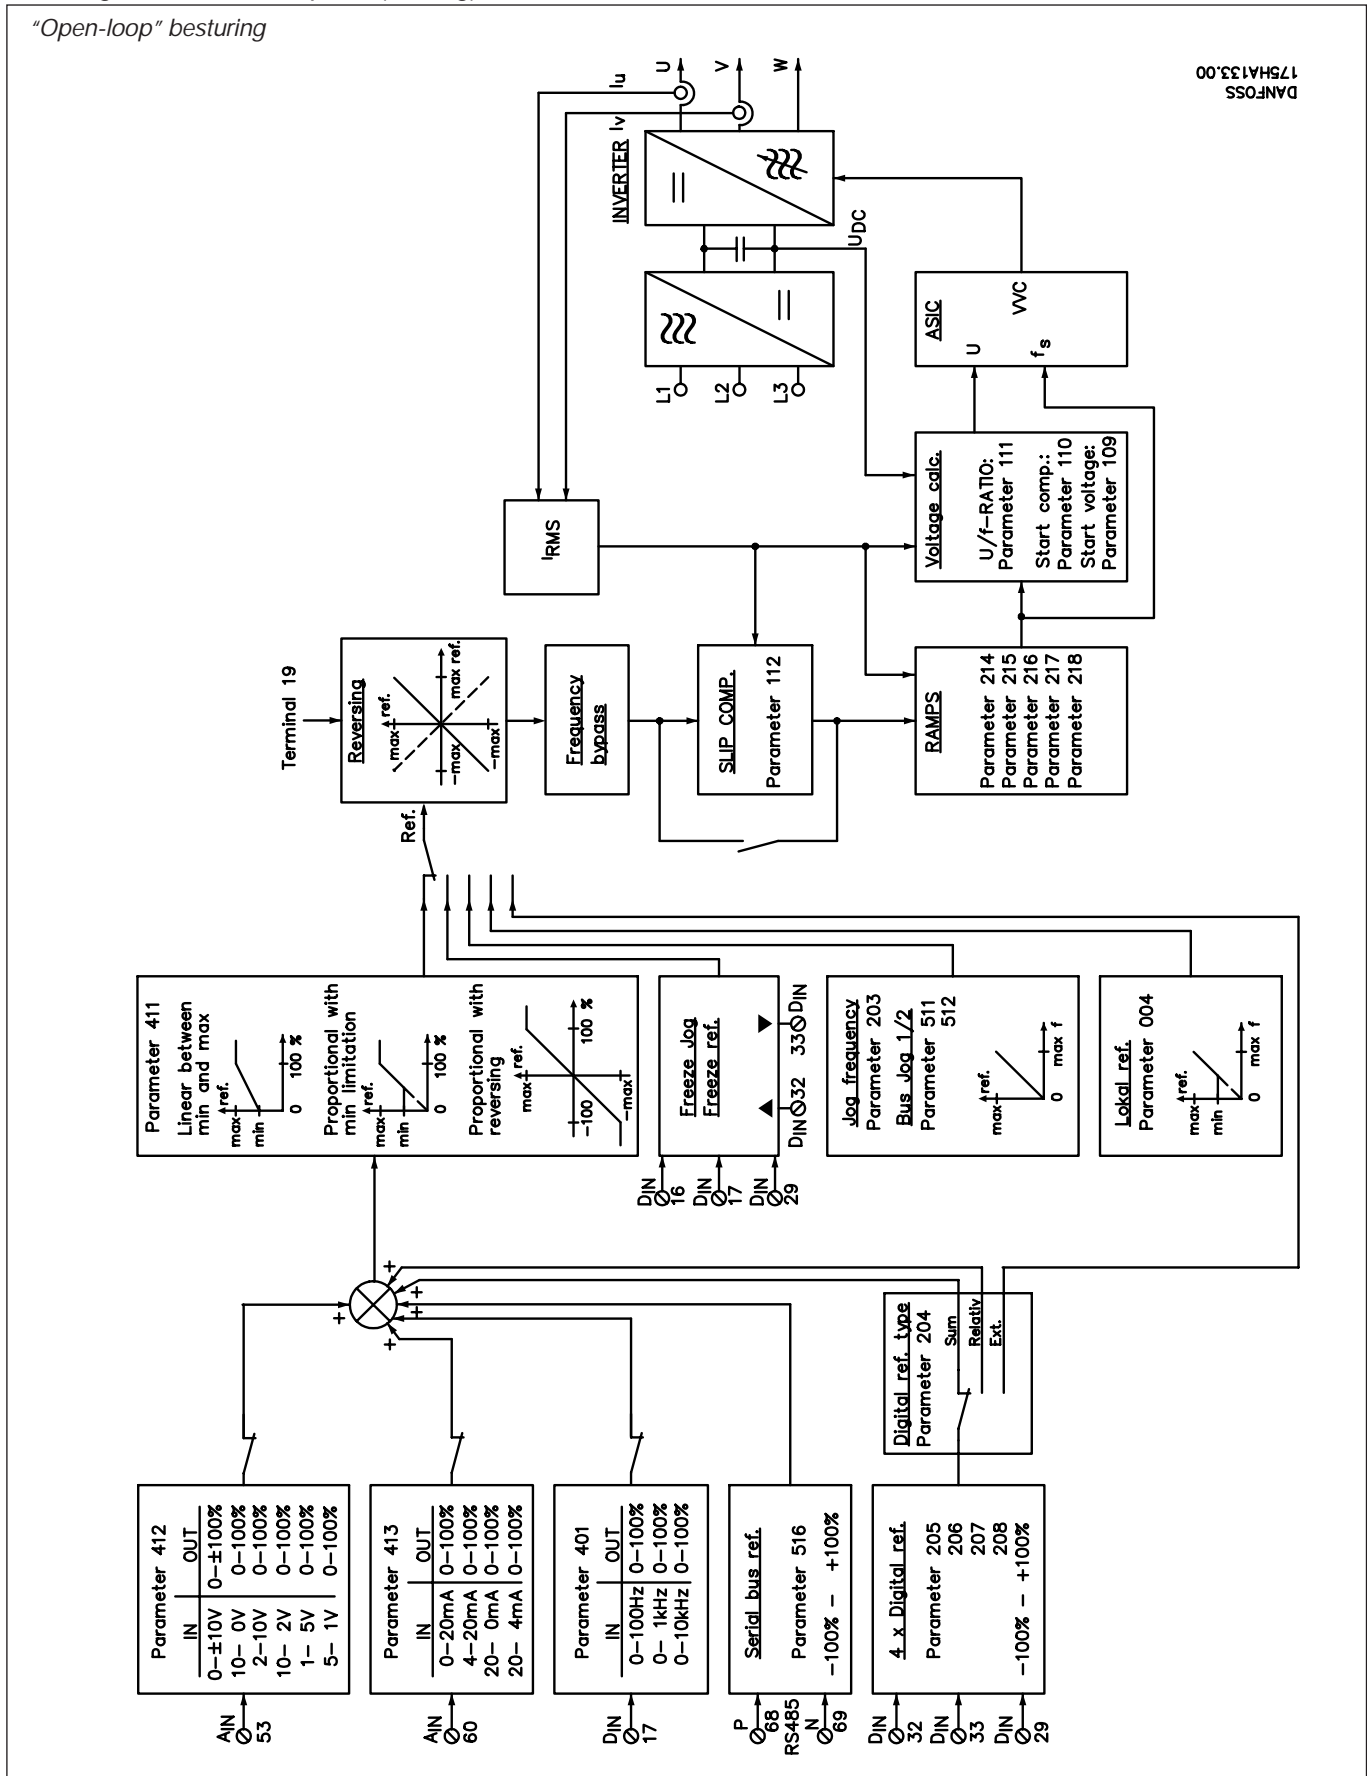 “Open-loop” besturing
DANFOSS
175HA133.00
Parameter 412
IN OUT
0–±10V 0–±100%
10– 0V 0–100%
2–10V 0–100%
10– 2V 0–100%
1– 5V 0–100%
5– 1V 0–100%
AIN
53
Parameter 413
IN OUT
0–20mA 0–100%
4–20mA 0–100%
20– 0mA 0–100%
20– 4mA 0–100%
AIN
60
Parameter 401
IN OUT
0–100Hz 0–100%
0– 1kHz 0–100%
0–10kHz 0–100%
DIN
17
Serial bus ref.
Parameter 516
–100% – +100%
P
68
RS485
N
69
4 x Digital ref.
Parameter 205
206
207
208
–100% – +100%
DIN
32
DIN
33
DIN
29
Digital ref. type
Parameter 204
Sum
Relativ
Ext.
+
+
+
+
+
Parameter 411
Linear between
min and max
ref.
max
min
0 100 %
Proportional with
min limitation
ref.
max
min
0 100 %
Proportional with
reversing
ref.
max
–100 100 %
–max
Freeze Jog
Freeze ref.
DIN
16
DIN
17
DIN
29
DIN 32
33 DIN
Jog frequency
Parameter 203
Bus Jog 1/2
Parameter 511
512
ref.
max
0 max f
Lokal ref.
Parameter 004
ref.
max
min
0 max f
Ref.
Terminal 19
Reversing
ref.
max
–max max ref.
–max
Frequency
bypass
SLIP COMP.
Parameter 112
RAMPS
Parameter 214
Parameter 215
Parameter 216
Parameter 217
Parameter 218
IRMS
Voltage calc.
U/f–RATIO:
Parameter 111
Start comp.:
Parameter 110
Start voltage:
Parameter 109
ASIC
U
VVC
fs
L1
L2
L3
UDC
INVERTER
Iu
Iv
U
V
W